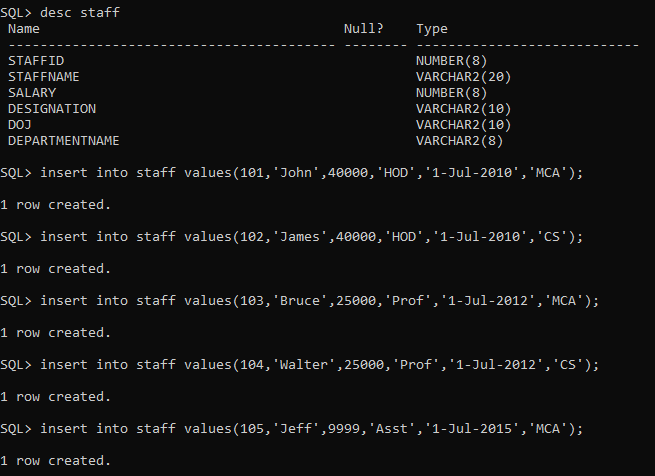 SQL> desc staff
Name Null? Type
----------------------------------------- -------- ----------------------------
STAFFID NUMBER(8)
STAFFNAME VARCHAR2(20)
SALARY NUMBER(8)
DESIGNATION VARCHAR2(10)
DOJ VARCHAR2(10)
DEPARTMENTNAME VARCHAR2(8)
SQL> insert into staff values(101,'John',40000,'HOD','1-Jul-2010','MCA');
1 row created.
SQL> insert into staff values(102,'James',40000,'HOD','1-Jul-2010','CS');
1 row created.
SQL> insert into staff values(103,'Bruce',25000,'Prof','1-Jul-2012','MCA');
1 row created.
SQL> insert into staff values(104,'Walter',25000,'Prof','1-Jul-2012','CS');
1 row created.
SQL> insert into staff values(105,'Jeff',9999,'Asst','1-Jul-2015','MCA');
1 row created.